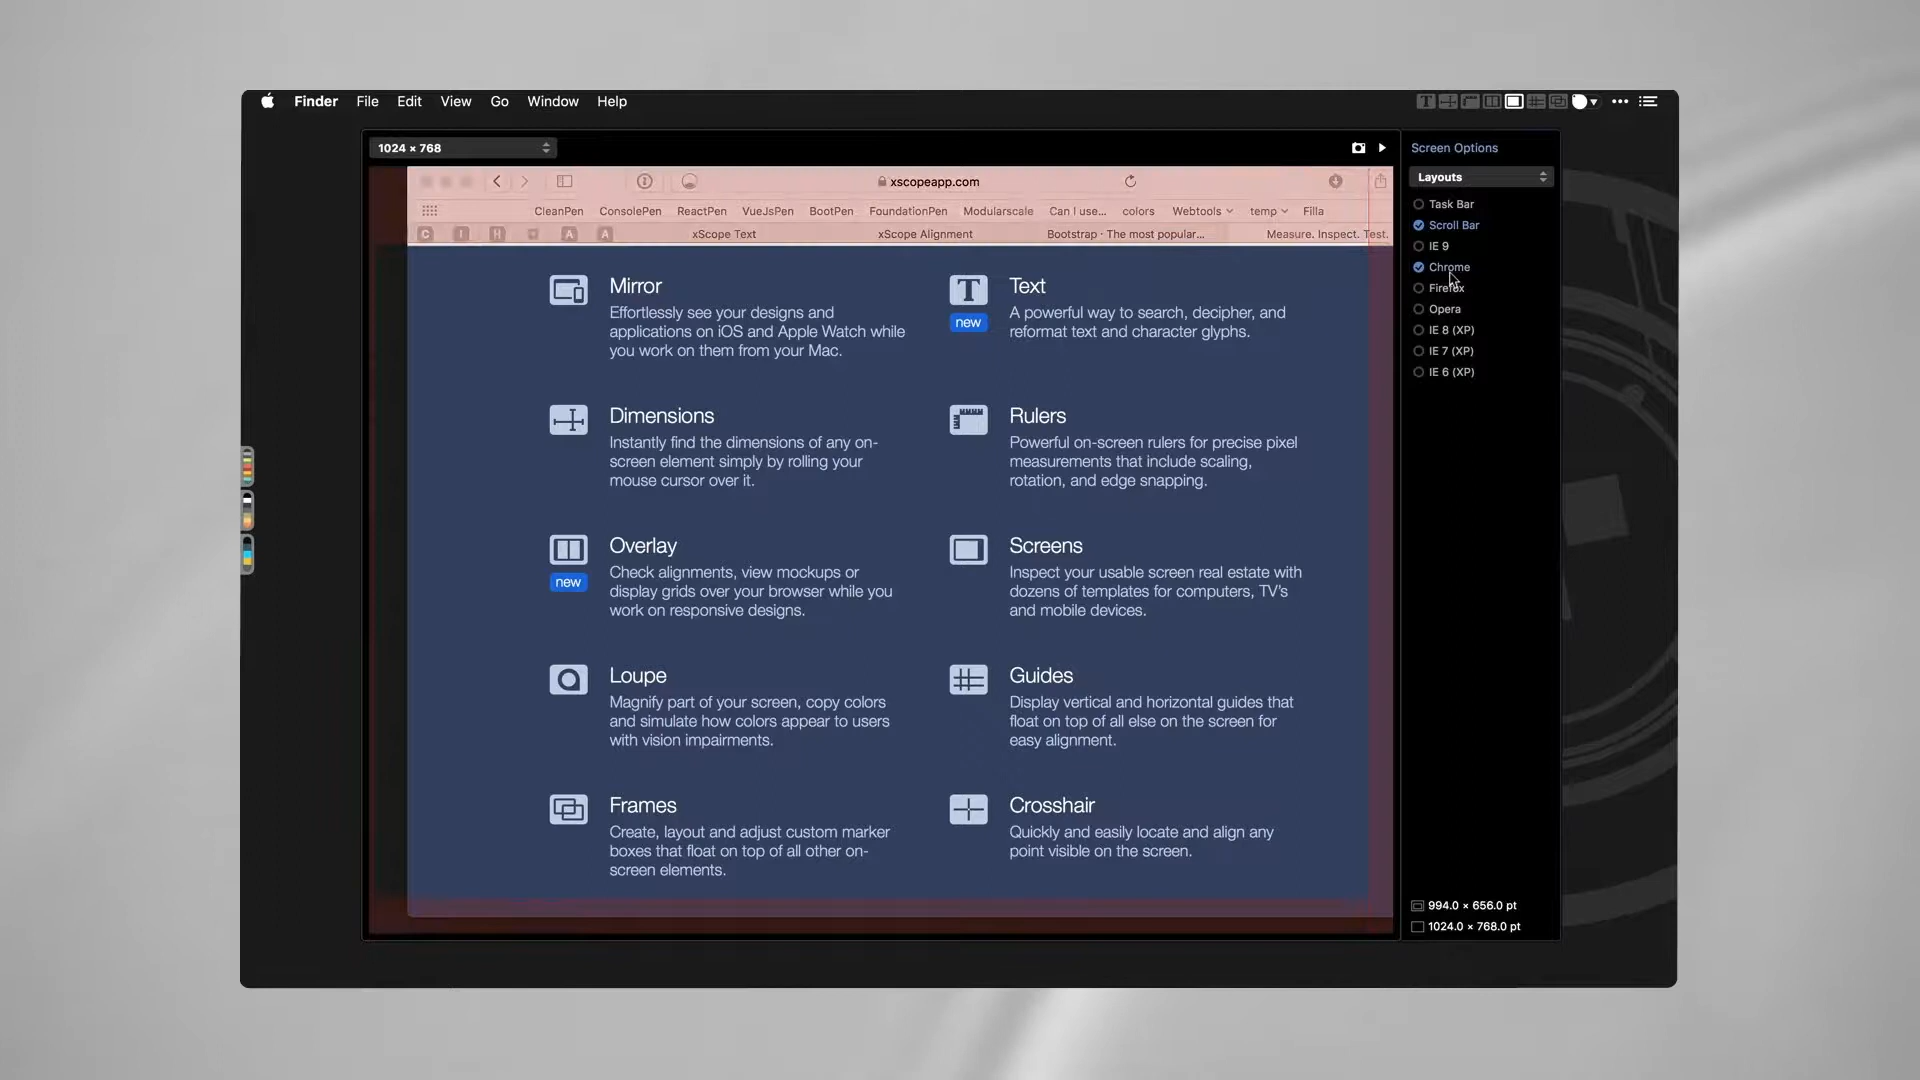 Finder File Edit View Go Window Help
1024 × 768
Screen Options
xscopeapp.com
Layouts
CleanPen ConsolePen ReactPen VueJsPen BootPen FoundationPen Modularscale Can I use... colors Webtools temp Filla
C I H A A xScope Text xScope Alignment Bootstrap · The most popular... Measure. Inspect. Test.
Task Bar
Scroll Bar
IE 9
Chrome
Firefox
Opera
IE 8 (XP)
IE 7 (XP)
IE 6 (XP)
Mirror
Effortlessly see your designs and
applications on iOS and Apple Watch while
you work on them from your Mac.
T
new
Text
A powerful way to search, decipher, and
reformat text and character glyphs.
Dimensions
Instantly find the dimensions of any on-
screen element simply by rolling your
mouse cursor over it.
Rulers
Powerful on-screen rulers for precise pixel
measurements that include scaling,
rotation, and edge snapping.
new
Overlay
Check alignments, view mockups or
display grids over your browser while you
work on responsive designs.
Screens
Inspect your usable screen real estate with
dozens of templates for computers, TV's
and mobile devices.
Loupe
Magnify part of your screen, copy colors
and simulate how colors appear to users
with vision impairments.
Guides
Display vertical and horizontal guides that
float on top of all else on the screen for
easy alignment.
Frames
Create, layout and adjust custom marker
boxes that float on top of all other on-
screen elements.
Crosshair
Quickly and easily locate and align any
point visible on the screen.
994.0 × 656.0 pt
1024.0 × 768.0 pt